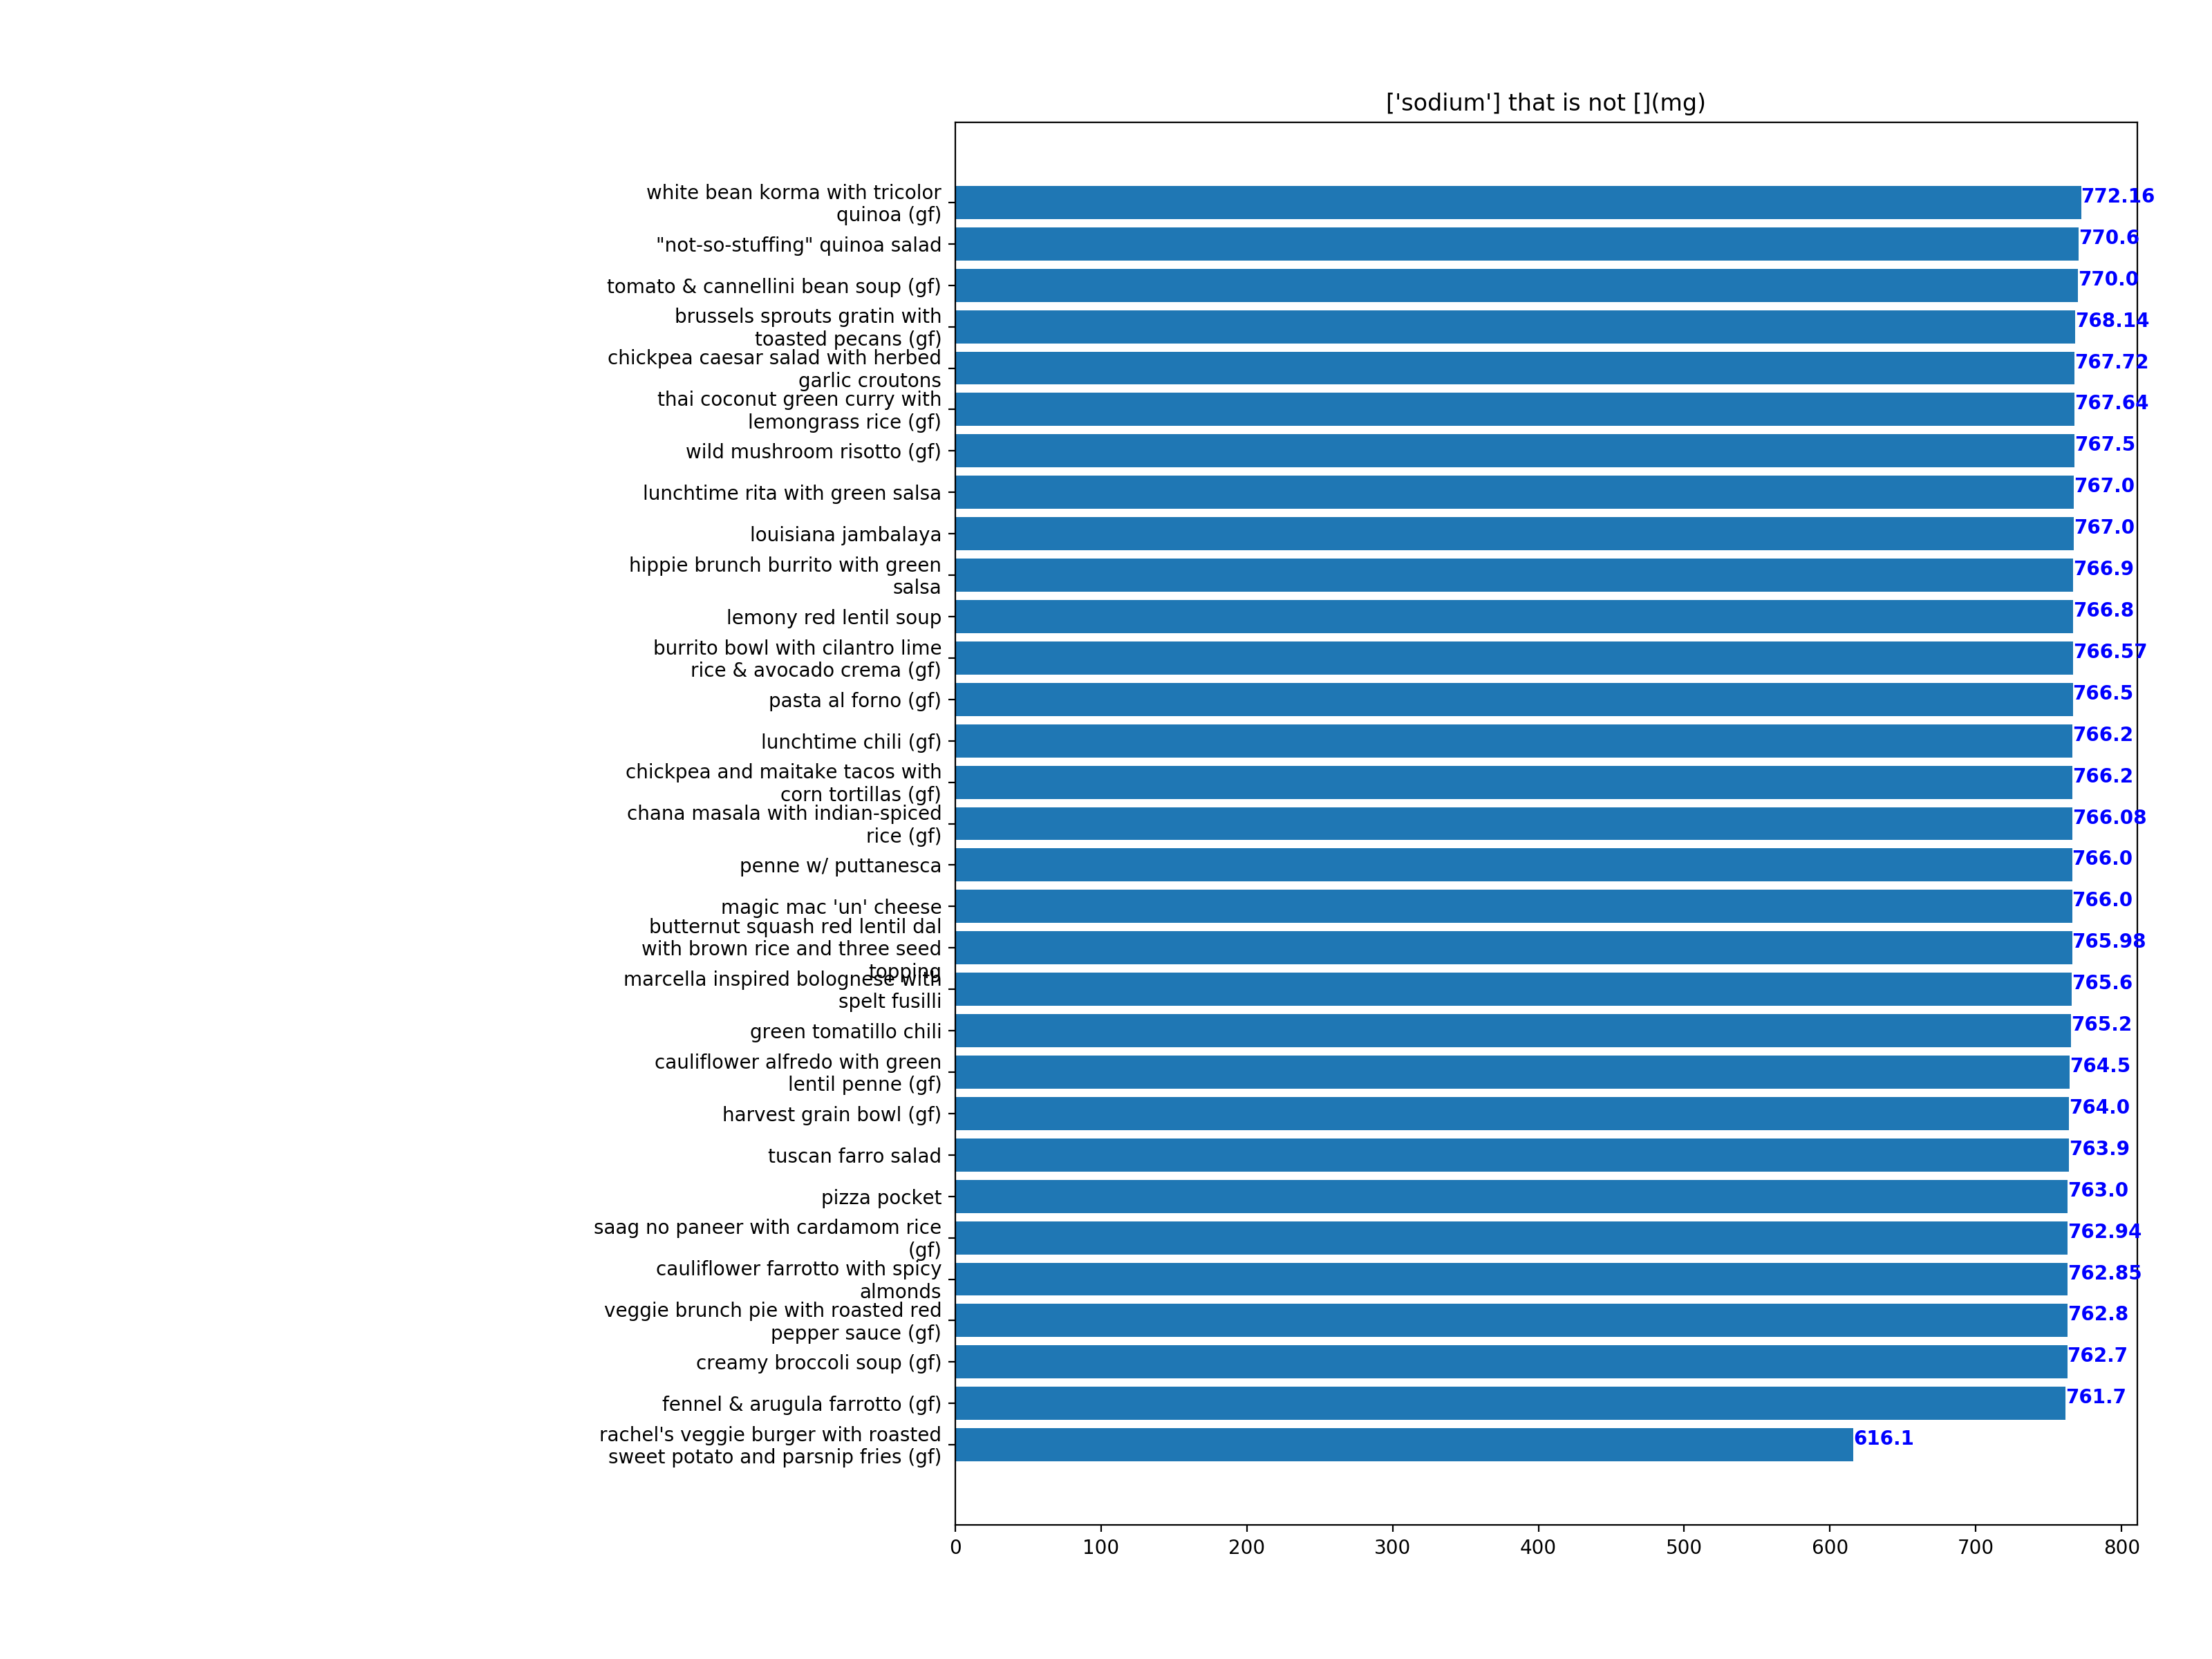 ['sodium'] that is not [](mg)
white bean korma with tricolor
quinoa (gf)
772.16
"not-so-stuffing" quinoa salad
770.6
tomato & cannellini bean soup (gf)
770.0
brussels sprouts gratin with
toasted pecans (gf)
768.14
chickpea caesar salad with herbed
garlic croutons
767.72
thai coconut green curry with
lemongrass rice (gf)
767.64
wild mushroom risotto (gf)
767.5
lunchtime rita with green salsa
767.0
louisiana jambalaya
767.0
hippie brunch burrito with green
salsa
766.9
lemony red lentil soup
766.8
burrito bowl with cilantro lime
rice & avocado crema (gf)
766.57
pasta al forno (gf)
766.5
lunchtime chili (gf)
766.2
chickpea and maitake tacos with
corn tortillas (gf)
766.2
chana masala with indian-spiced
rice (gf)
766.08
penne w/ puttanesca
766.0
magic mac 'un' cheese
766.0
butternut squash red lentil dal
with brown rice and three seed
topping
765.98
marcella inspired bolognese with
spelt fusilli
765.6
green tomatillo chili
765.2
cauliflower alfredo with green
lentil penne (gf)
764.5
harvest grain bowl (gf)
764.0
tuscan farro salad
763.9
pizza pocket
763.0
saag no paneer with cardamom rice
(gf)
762.94
cauliflower farrotto with spicy
almonds
762.85
veggie brunch pie with roasted red
pepper sauce (gf)
762.8
creamy broccoli soup (gf)
762.7
fennel & arugula farrotto (gf)
761.7
rachel's veggie burger with roasted
sweet potato and parsnip fries (gf)
616.1
0 100 200 300 400 500 600 700 800